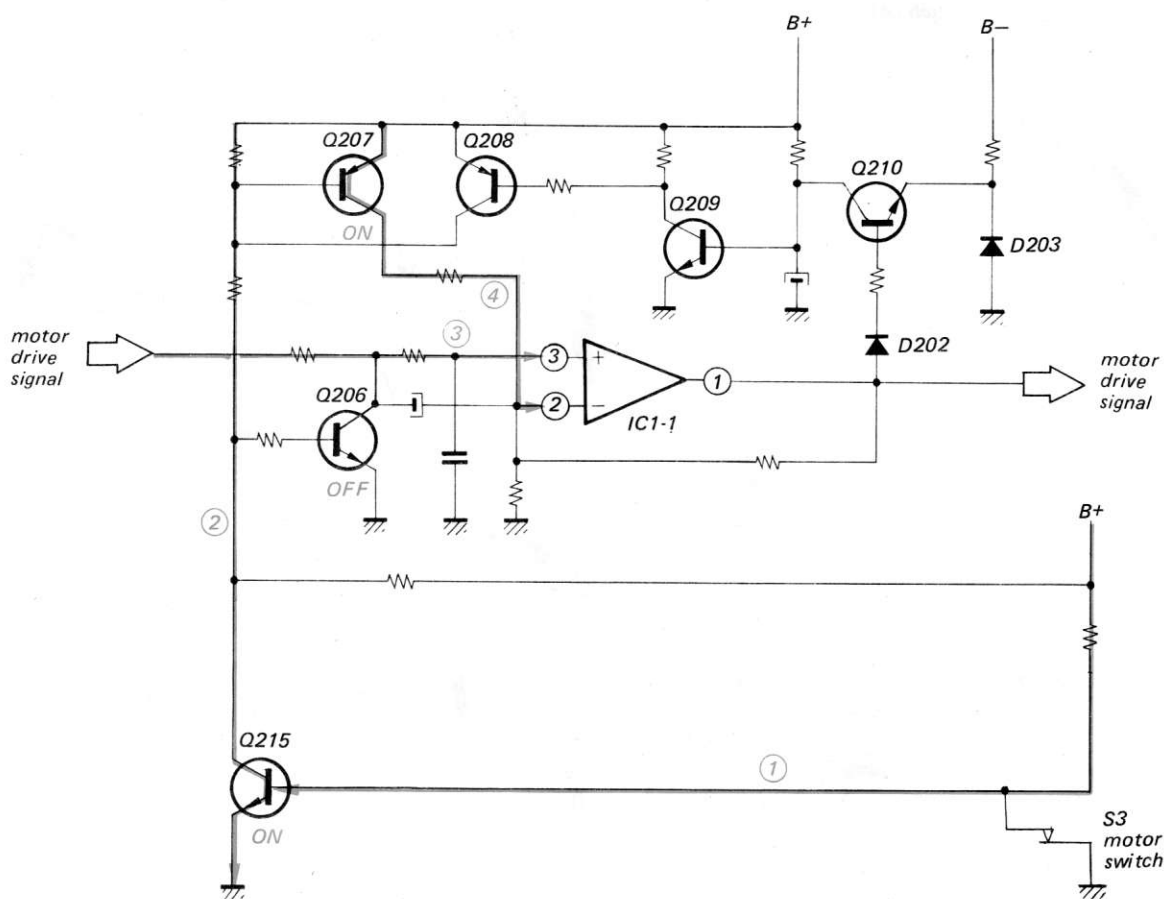 B+
B−
Q207
Q208
Q210
Q209
ON
D203
4
motor
drive
signal
3
3
+
D202
1
motor
drive
signal
Q206
2
−
IC1-1
OFF
2
B+
Q215
1
S3
motor
switch
ON